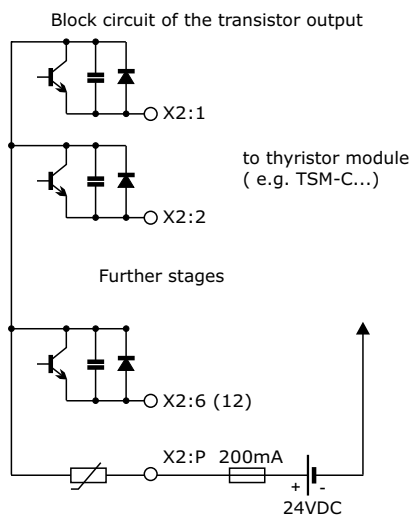 Block circuit of the transistor output
X2:1
to thyristor module
( e.g. TSM-C...)
X2:2
Further stages
X2:6 (12)
X2:P 200mA
+ -
24VDC